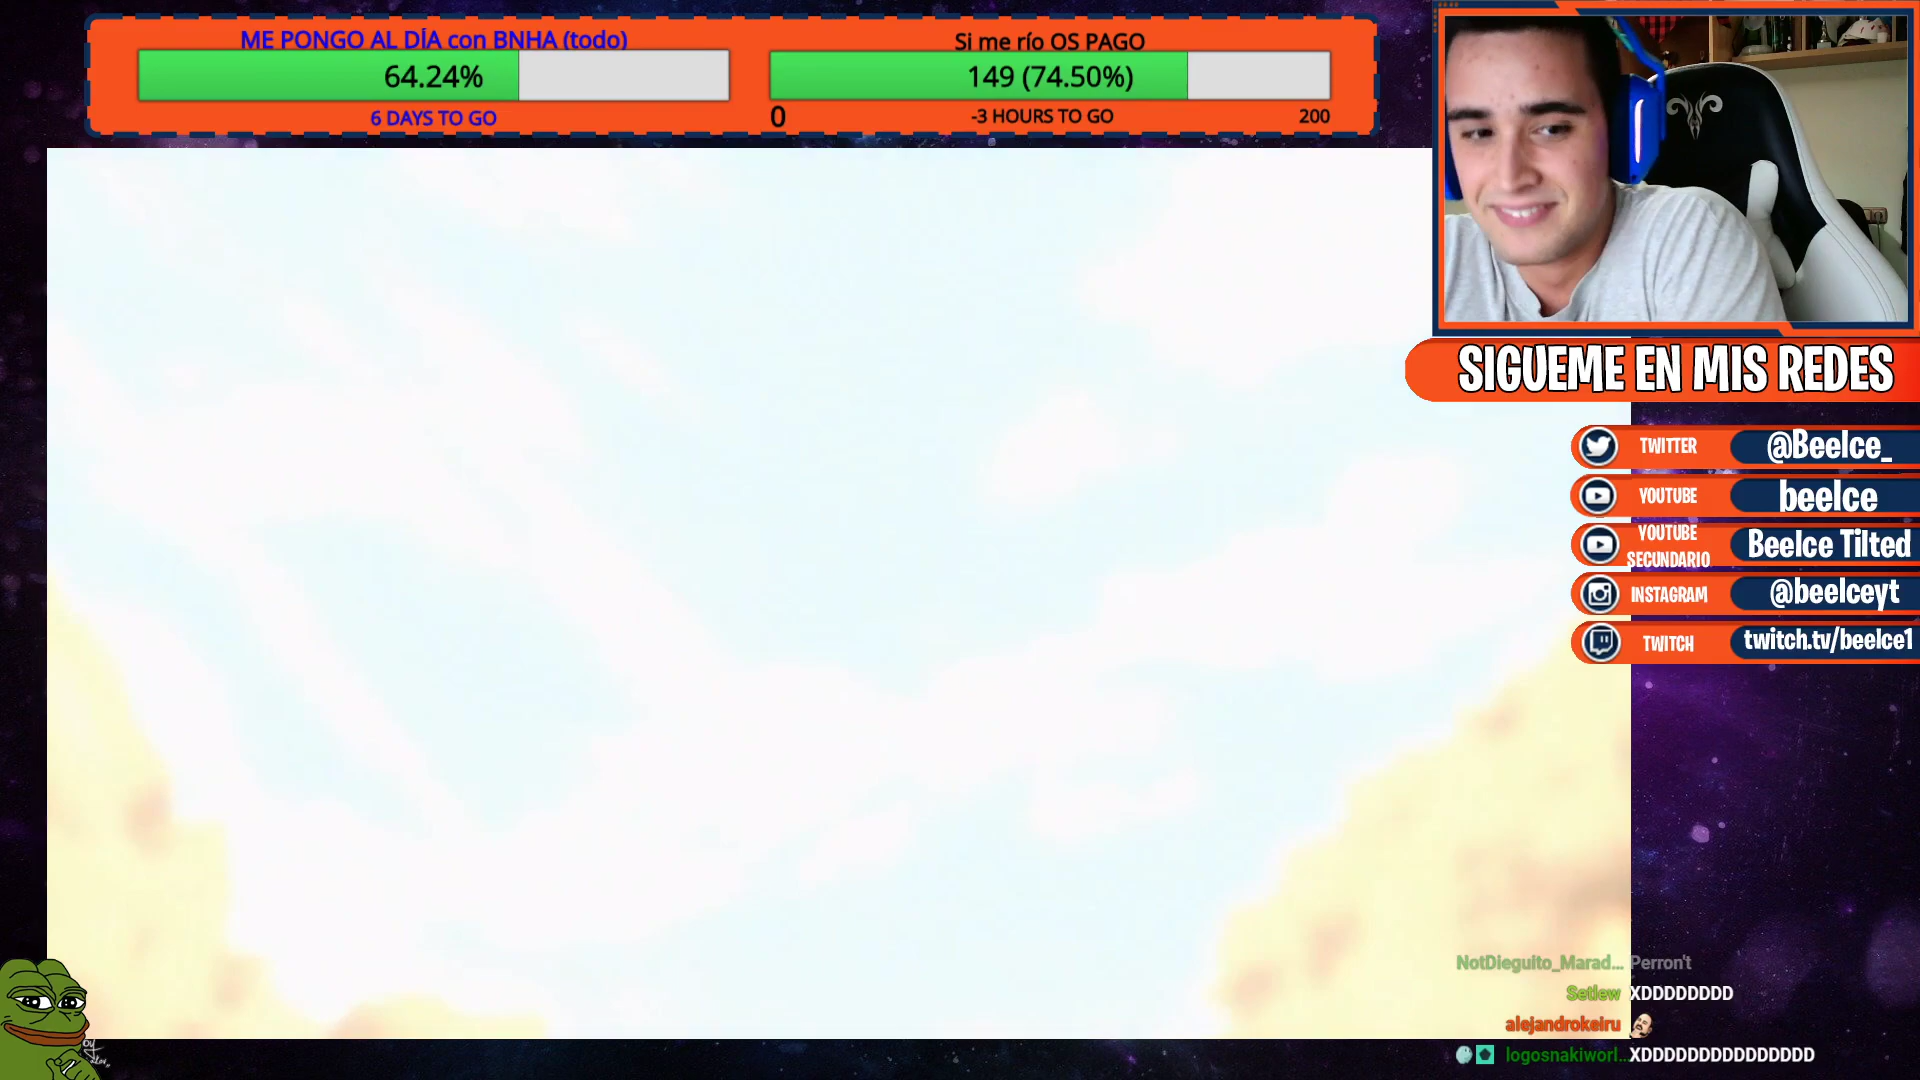 ME PONGO AL DÍA con BNHA (todo)
64.24%
6 DAYS TO GO
Si me río OS PAGO
149 (74.50%)
0
-3 HOURS TO GO
200
SIGUEME EN MIS REDES
TWITTER @Beelce_
YOUTUBE beelce
YOUTUBE SECUNDARIO Beelce Tilted
INSTAGRAM @beelceyt
TWITCH twitch.tv/beelce1
NotDieguito_Marad... Perron't
Setlew XDDDDDDDD
alejandrokeiru
logosnakiworl... XDDDDDDDDDDDDDDD